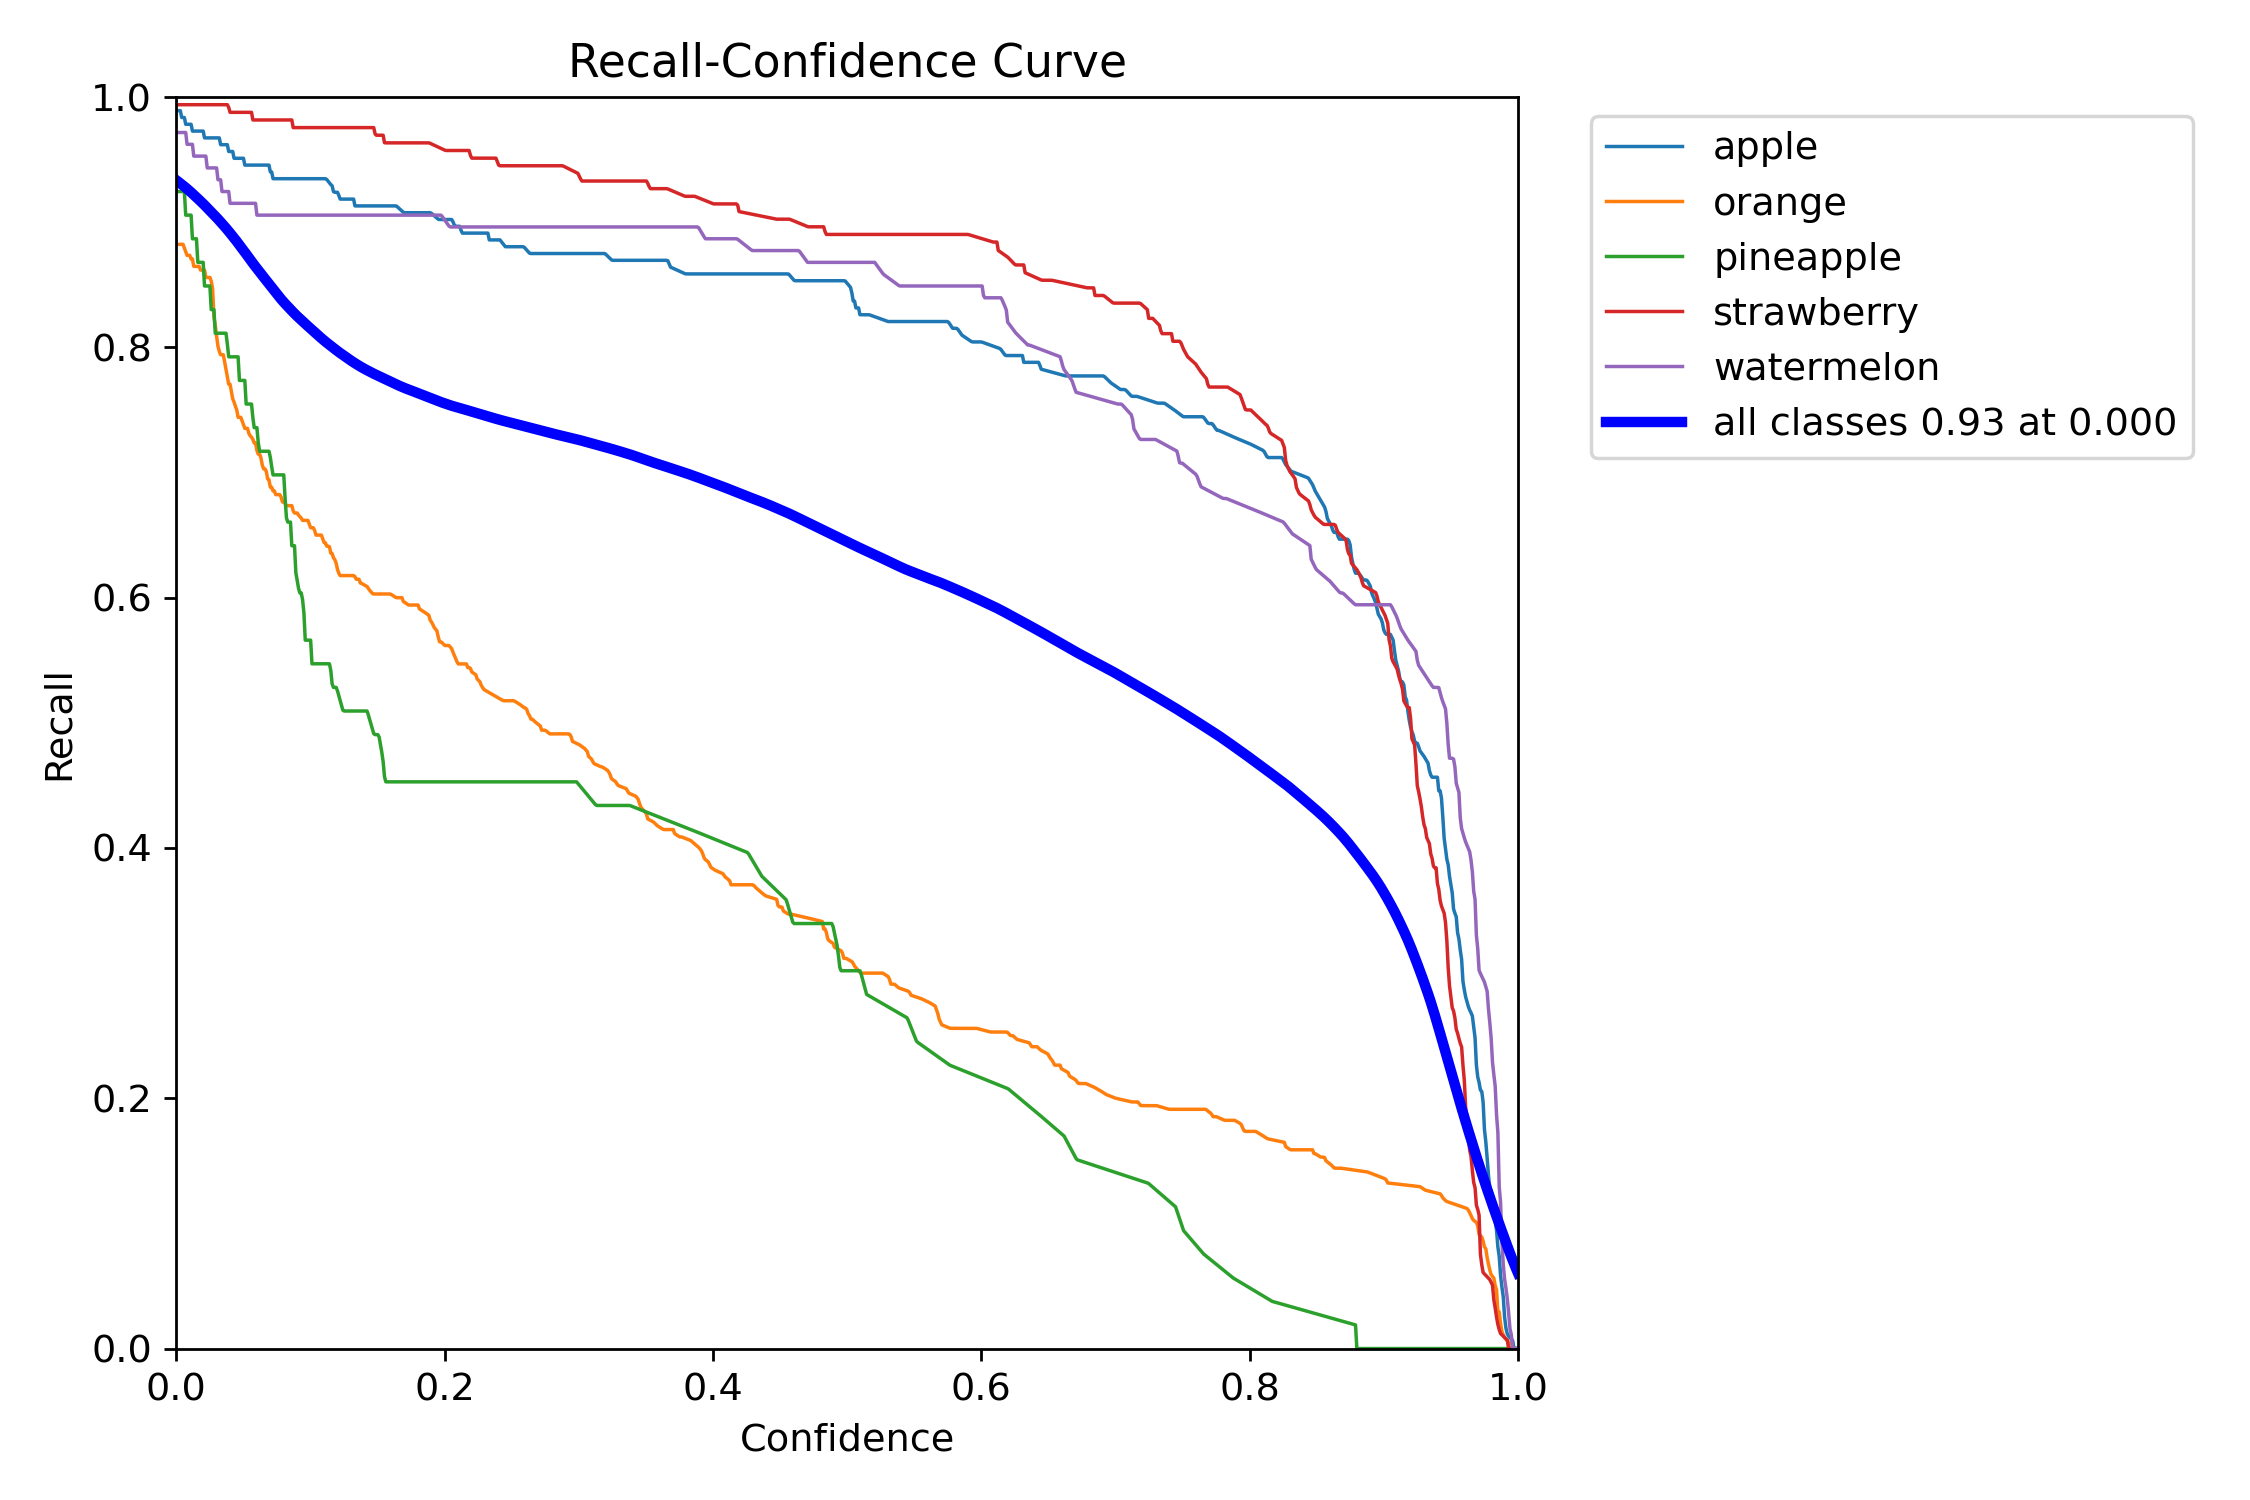 Recall-Confidence Curve
1.0
0.8
0.6
0.4
0.2
0.0
Recall
0.0 0.2 0.4 0.6 0.8 1.0
Confidence
apple
orange
pineapple
strawberry
watermelon
all classes 0.93 at 0.000